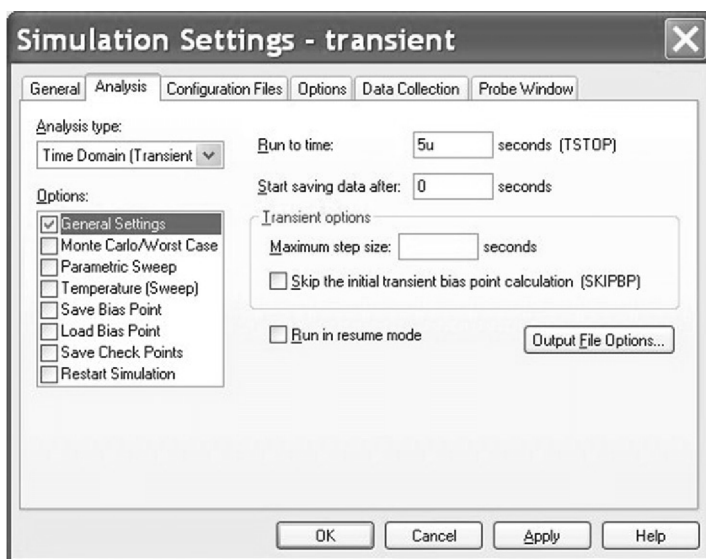 Simulation Settings - transient
General Analysis Configuration Files Options Data Collection Probe Window
Analysis type:
Time Domain (Transient
Options:
General Settings
Monte Carlo/Worst Case
Parametric Sweep
Temperature (Sweep)
Save Bias Point
Load Bias Point
Save Check Points
Restart Simulation
Run to time: 5u seconds (TSTOP)
Start saving data after: 0 seconds
Transient options
Maximum step size: seconds
Skip the initial transient bias point calculation (SKIPBP)
Run in resume mode
Output File Options...
OK Cancel Apply Help